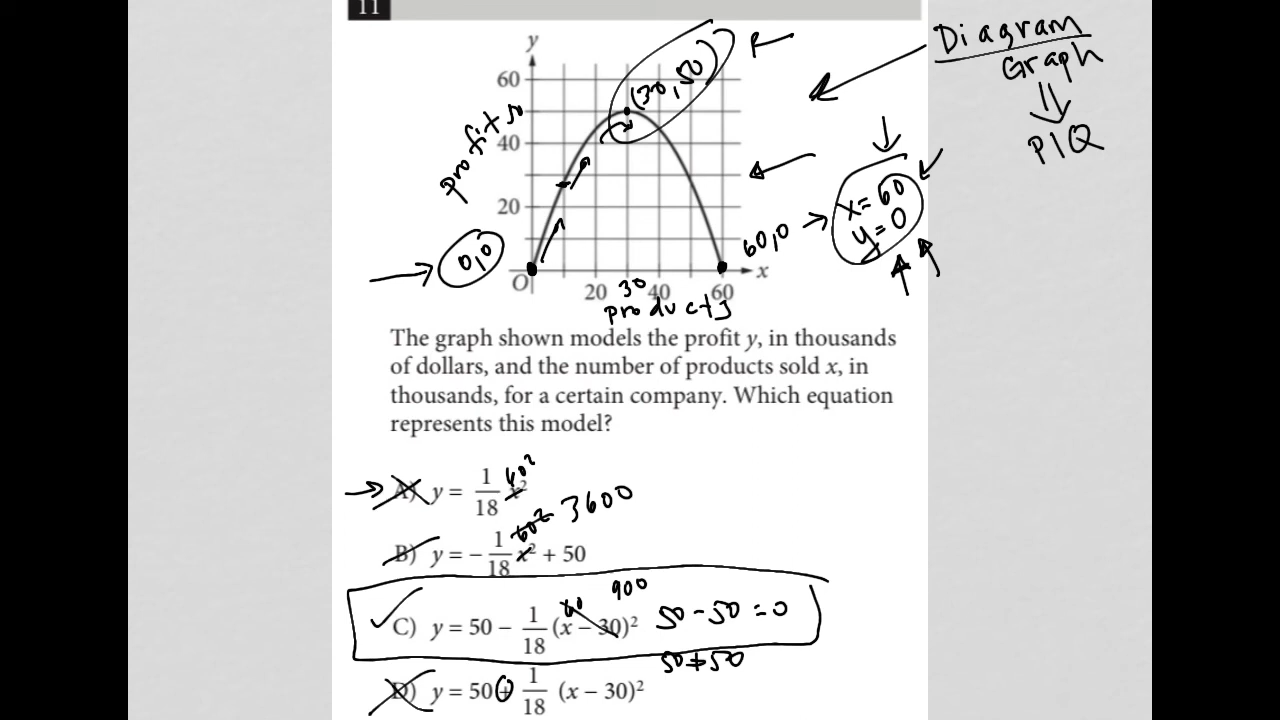 11
y
60
50
40
20
O
20
30
40
60
x
profit
products
(30,50)
0,0
60,0
x=60
y=0
Diagram
Graph
P/Q
The graph shown models the profit y, in thousands
of dollars, and the number of products sold x, in
thousands, for a certain company. Which equation
represents this model?
A) y = 1/18 x²
60²
B) y = − 1/18 x² + 50
60² 3600
C) y = 50 − 1/18 (x − 30)²
60
900
50 - 50 = 0
50 + 50
D) y = 50 + 1/18 (x − 30)²